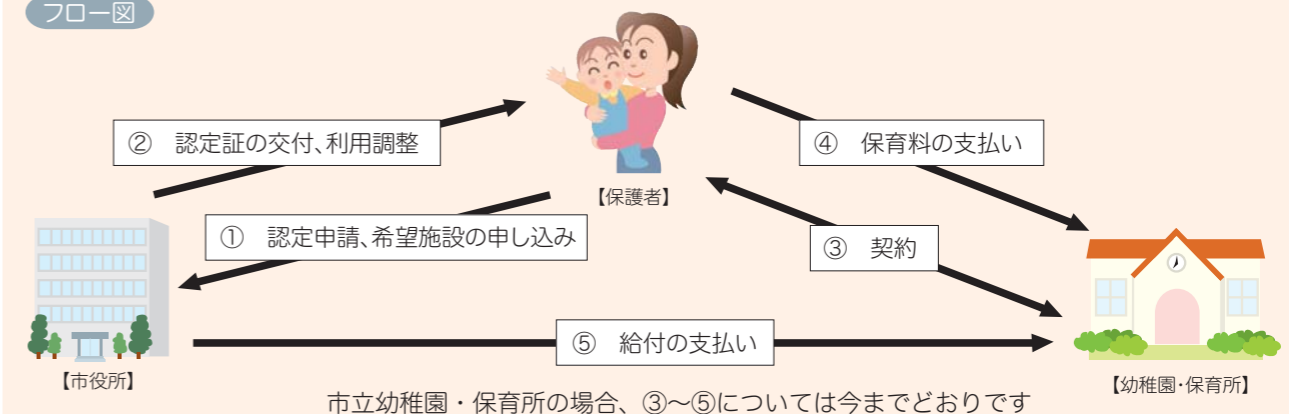 フロー図
② 認定証の交付、利用調整
④ 保育料の支払い
【保護者】
① 認定申請、希望施設の申し込み
③ 契約
⑤ 給付の支払い
【市役所】
【幼稚園・保育所】
市立幼稚園・保育所の場合、③～⑤については今までどおりです